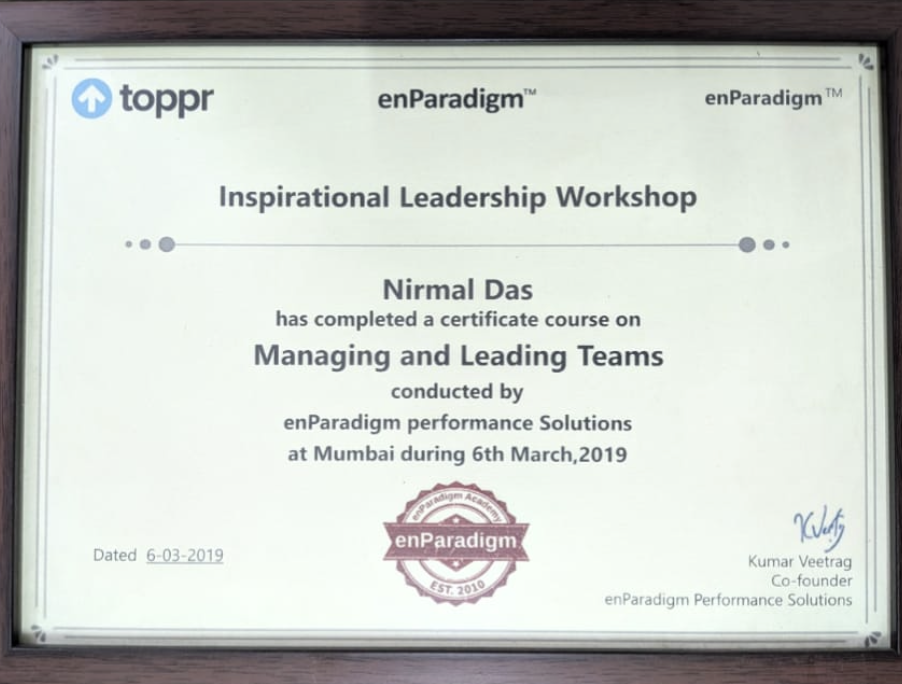 toppr
enParadigm™
enParadigm™
Inspirational Leadership Workshop
Nirmal Das
has completed a certificate course on
Managing and Leading Teams
conducted by
enParadigm performance Solutions
at Mumbai during 6th March,2019
enParadigm Academy
enParadigm
EST. 2010
Dated 6-03-2019
Kumar Veetrag
Co-founder
enParadigm Performance Solutions